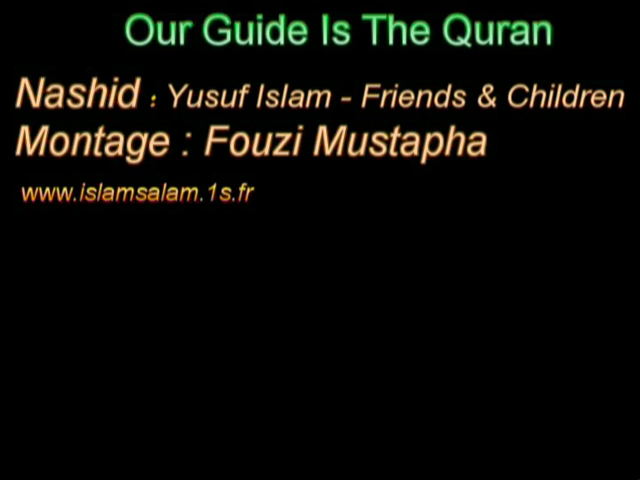 Our Guide Is The Quran
Nashid : Yusuf Islam - Friends & Children
Montage : Fouzi Mustapha
www.islamsalam.1s.fr